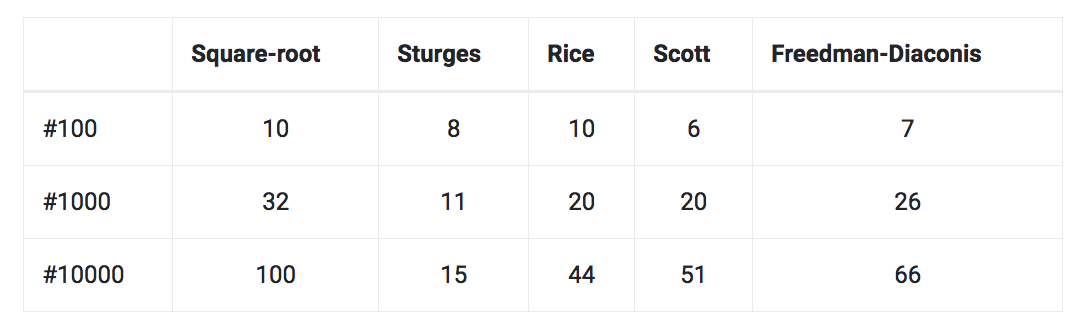 Square-root Sturges Rice Scott Freedman-Diaconis
#100 10 8 10 6 7
#1000 32 11 20 20 26
#10000 100 15 44 51 66